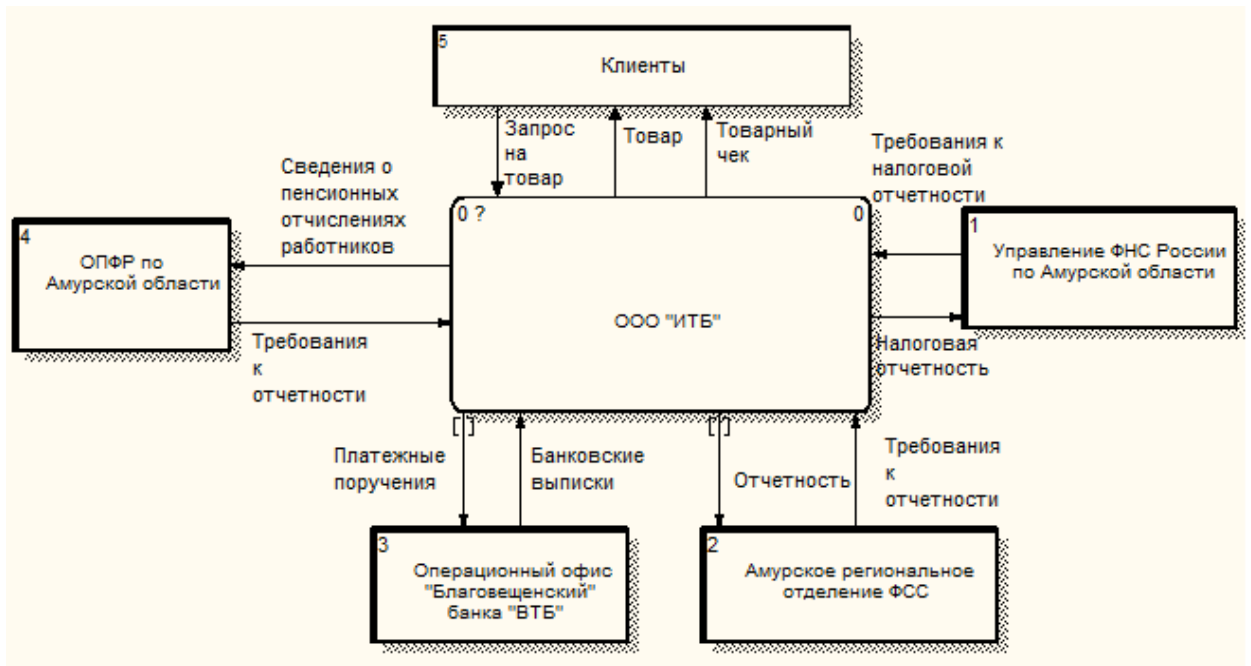 5
Клиенты
Запрос
на
товар
Товар
Товарный
чек
Требования к
налоговой
отчетности
Сведения о
пенсионных
отчислениях
работников
4
ОПФР по
Амурской области
0 ?
0
ООО "ИТБ"
1
Управление ФНС России
по Амурской области
Требования
к
отчетности
Налоговая
отчетность
Платежные
поручения
Банковские
выписки
Отчетность
Требования
к
отчетности
3
Операционный офис
"Благовещенский"
банка "ВТБ"
2
Амурское региональное
отделение ФСС